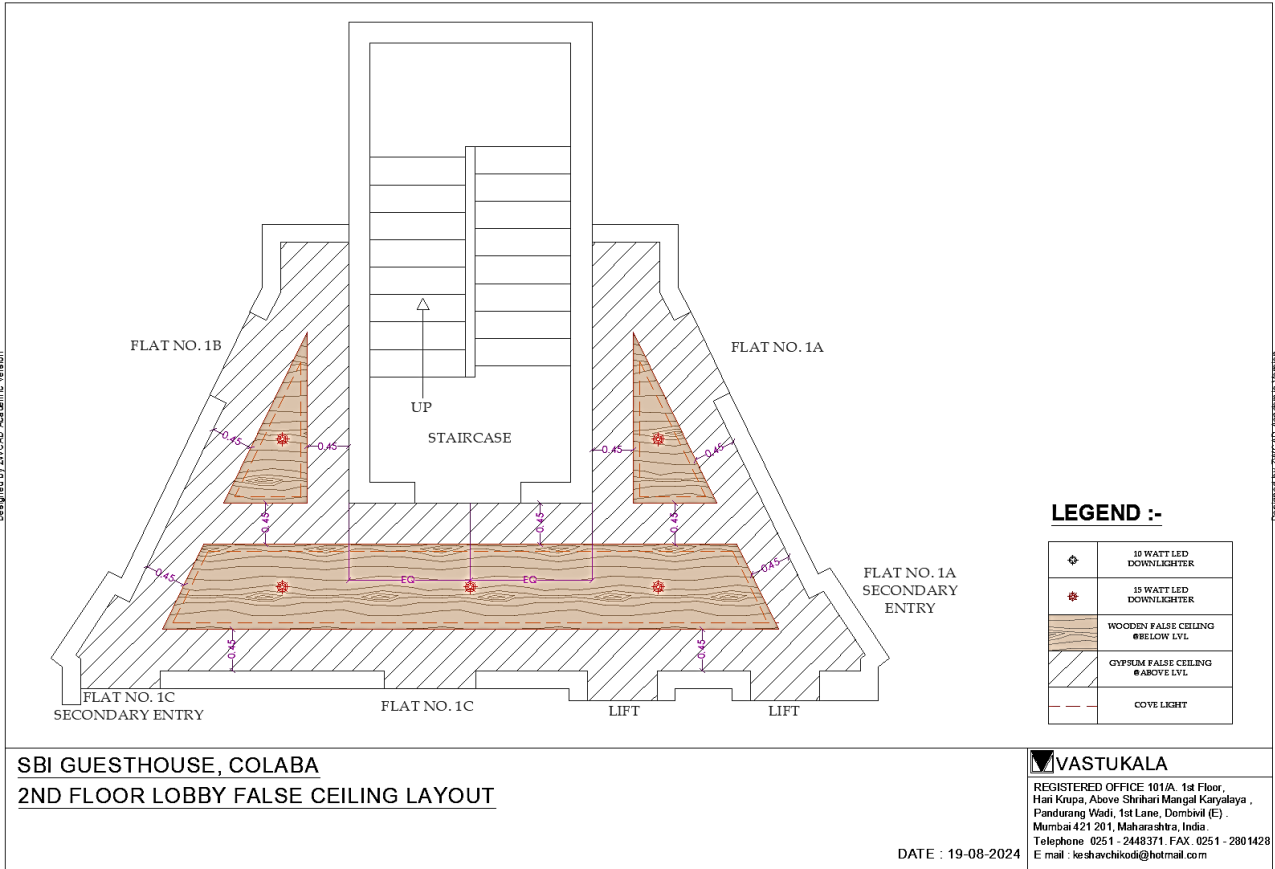 FLAT NO. 1B
FLAT NO. 1A
UP
STAIRCASE
0.45
0.45
0.45
0.45
0.45
0.45
0.45
0.45
0.45
EQ
EQ
0.45
0.45
FLAT NO. 1A
SECONDARY
ENTRY
FLAT NO. 1C
SECONDARY ENTRY
FLAT NO. 1C
LIFT
LIFT
LEGEND :-
10 WATT LED
DOWNLIGHTER
15 WATT LED
DOWNLIGHTER
WOODEN FALSE CEILING
@BELOW LVL
GYPSUM FALSE CEILING
@ABOVE LVL
COVE LIGHT
SBI GUESTHOUSE, COLABA
2ND FLOOR LOBBY FALSE CEILING LAYOUT
DATE : 19-08-2024
VASTUKALA
REGISTERED OFFICE 101/A. 1st Floor,
Hari Krupa, Above Shrihari Mangal Karyalaya ,
Pandurang Wadi, 1st Lane, Dombivil (E) .
Mumbai 421 201, Maharashtra, India.
Telephone 0251 - 2448371. FAX. 0251 - 2801428
E mail : keshavchikodi@hotmail.com
Designed by ZWCAD Academic Version